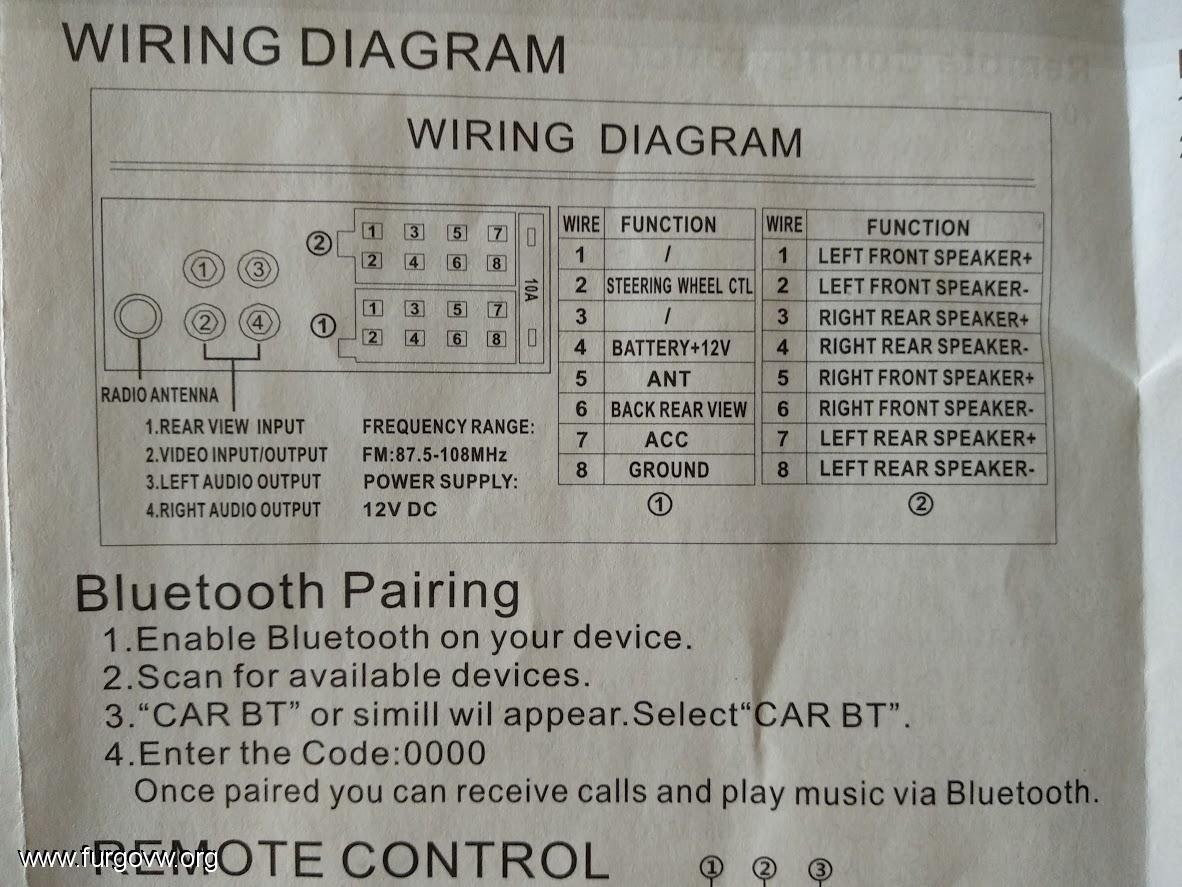 WIRING DIAGRAM
WIRING DIAGRAM
② 1 3 5 7
2 4 6 8
① 1 3 5 7
2 4 6 8
10A
1 3
2 4
RADIO ANTENNA
1.REAR VIEW INPUT
2.VIDEO INPUT/OUTPUT
3.LEFT AUDIO OUTPUT
4.RIGHT AUDIO OUTPUT
FREQUENCY RANGE:
FM:87.5-108MHz
POWER SUPPLY:
12V DC
WIRE FUNCTION
1 /
2 STEERING WHEEL CTL
3 /
4 BATTERY+12V
5 ANT
6 BACK REAR VIEW
7 ACC
8 GROUND
①
WIRE FUNCTION
1 LEFT FRONT SPEAKER+
2 LEFT FRONT SPEAKER-
3 RIGHT REAR SPEAKER+
4 RIGHT REAR SPEAKER-
5 RIGHT FRONT SPEAKER+
6 RIGHT FRONT SPEAKER-
7 LEFT REAR SPEAKER+
8 LEFT REAR SPEAKER-
②
Bluetooth Pairing
1.Enable Bluetooth on your device.
2.Scan for available devices.
3.“CAR BT” or simill wil appear.Select“CAR BT”.
4.Enter the Code:0000
Once paired you can receive calls and play music via Bluetooth.
REMOTE CONTROL
① ② ③
www.furgovw.org